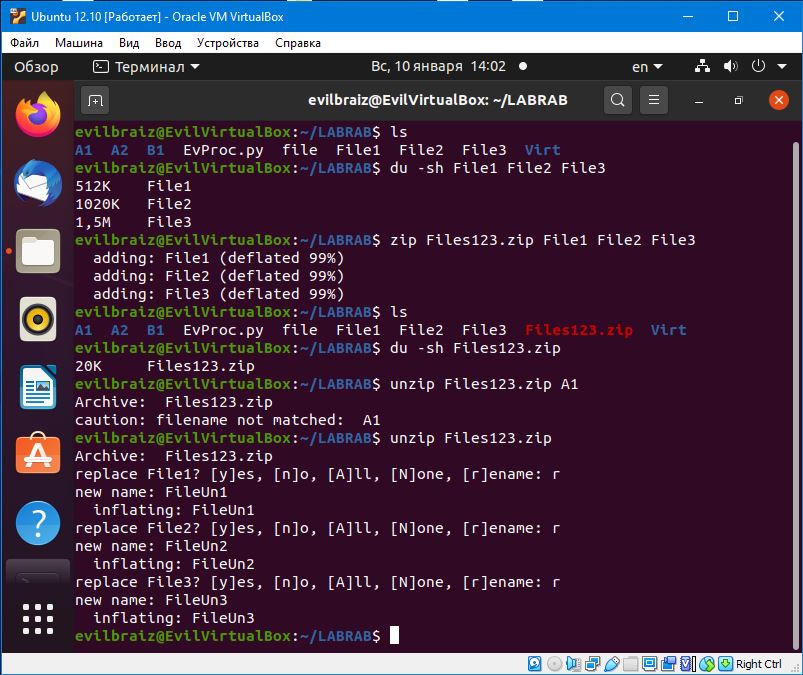 Ubuntu 12.10 [Работает] - Oracle VM VirtualBox
Файл Машина Вид Ввод Устройства Справка
Обзор Терминал Вс, 10 января 14:02 en
evilbraiz@EvilVirtualBox: ~/LABRAB
evilbraiz@EvilVirtualBox:~/LABRAB$ ls
A1 A2 B1 EvProc.py file File1 File2 File3 Virt
evilbraiz@EvilVirtualBox:~/LABRAB$ du -sh File1 File2 File3
512K File1
1020K File2
1,5M File3
evilbraiz@EvilVirtualBox:~/LABRAB$ zip Files123.zip File1 File2 File3
adding: File1 (deflated 99%)
adding: File2 (deflated 99%)
adding: File3 (deflated 99%)
evilbraiz@EvilVirtualBox:~/LABRAB$ ls
A1 A2 B1 EvProc.py file File1 File2 File3 Files123.zip Virt
evilbraiz@EvilVirtualBox:~/LABRAB$ du -sh Files123.zip
20K Files123.zip
evilbraiz@EvilVirtualBox:~/LABRAB$ unzip Files123.zip A1
Archive: Files123.zip
caution: filename not matched: A1
evilbraiz@EvilVirtualBox:~/LABRAB$ unzip Files123.zip
Archive: Files123.zip
replace File1? [y]es, [n]o, [A]ll, [N]one, [r]ename: r
new name: FileUn1
inflating: FileUn1
replace File2? [y]es, [n]o, [A]ll, [N]one, [r]ename: r
new name: FileUn2
inflating: FileUn2
replace File3? [y]es, [n]o, [A]ll, [N]one, [r]ename: r
new name: FileUn3
inflating: FileUn3
evilbraiz@EvilVirtualBox:~/LABRAB$
Right Ctrl